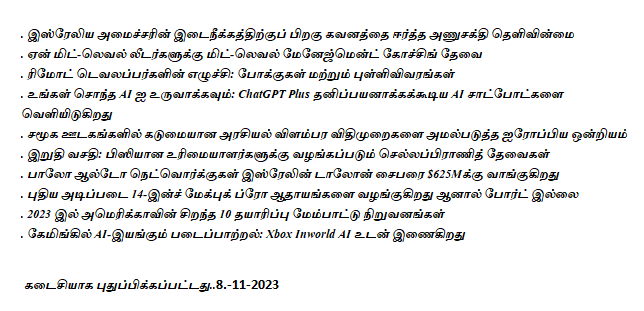 . இஸ்ரேலிய அமைச்சரின் இடைநீக்கத்திற்குப் பிறகு கவனத்தை ஈர்த்த அணுசக்தி தெளிவின்மை
. ஏன் மிட்-லெவல் லீடர்களுக்கு மிட்-லெவல் மேனேஜ்மென்ட் கோச்சிங் தேவை
. ரிமோட் டெவலப்பர்களின் எழுச்சி: போக்குகள் மற்றும் புள்ளிவிவரங்கள்
. உங்கள் சொந்த AI ஐ உருவாக்கவும்: ChatGPT Plus தனிப்பயனாக்கக்கூடிய AI சாட்போட்களை
வெளியிடுகிறது
. சமூக ஊடகங்களில் கடுமையான அரசியல் விளம்பர விதிமுறைகளை அமல்படுத்த ஐரோப்பிய ஒன்றியம்
. இறுதி வசதி: பிஸியான உரிமையாளர்களுக்கு வழங்கப்படும் செல்லப்பிராணித் தேவைகள்
. பாலோ ஆல்டோ நெட்வொர்க்குகள் இஸ்ரேலின் டாலோன் சைபரை $625Mக்கு வாங்குகிறது
. புதிய அடிப்படை 14-இன்ச் மேக்புக் ப்ரோ ஆதாயங்களை வழங்குகிறது ஆனால் போர்ட் இல்லை
. 2023 இல் அமெரிக்காவின் சிறந்த 10 தயாரிப்பு மேம்பாட்டு நிறுவனங்கள்
. கேமிங்கில் AI-இயங்கும் படைப்பாற்றல்: Xbox Inworld AI உடன் இணைகிறது
கடைசியாக புதுப்பிக்கப்பட்டது..8.-11-2023